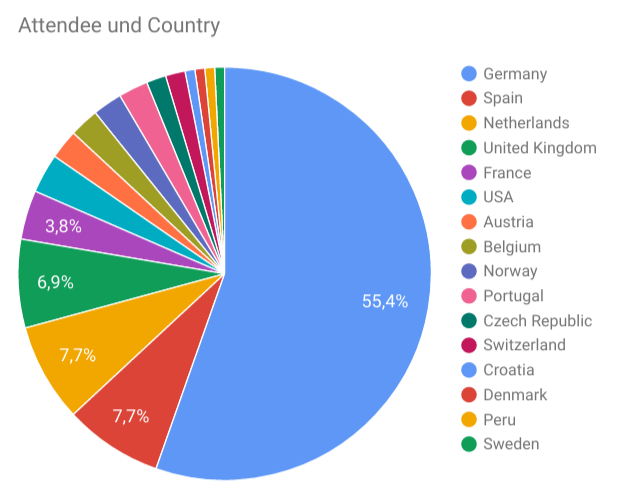 Attendee und Country
55,4%
7,7%
7,7%
6,9%
3,8%
Germany
Spain
Netherlands
United Kingdom
France
USA
Austria
Belgium
Norway
Portugal
Czech Republic
Switzerland
Croatia
Denmark
Peru
Sweden